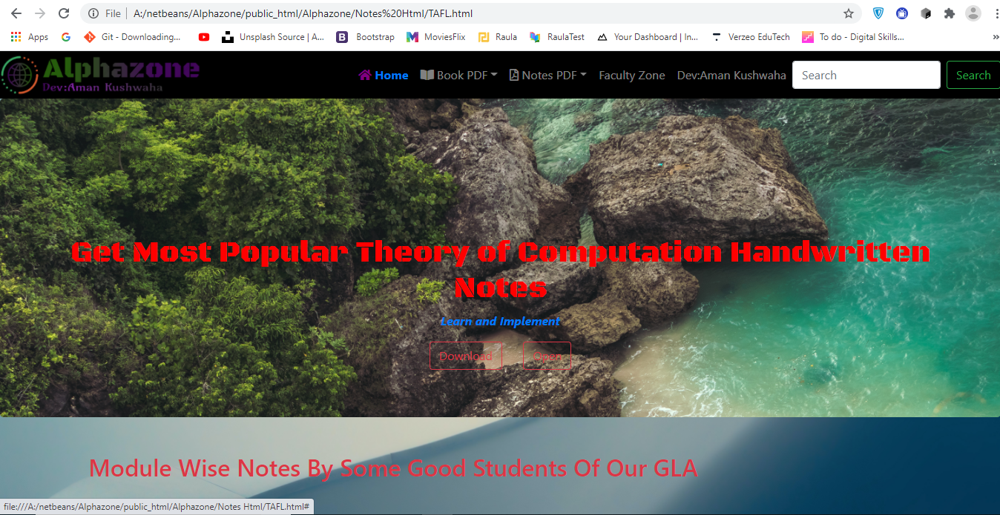 File | A:/netbeans/Alphazone/public_html/Alphazone/Notes%20Html/TAFL.html
Apps Git - Downloading... Unsplash Source | A... Bootstrap MoviesFlix Raula RaulaTest Your Dashboard | In... Verzeo EduTech To do - Digital Skills... »
Alphazone
Dev:Aman Kushwaha
Home Book PDF Notes PDF Faculty Zone Dev:Aman Kushwaha Search Search
Get Most Popular Theory of Computation Handwritten
Notes
Learn and Implement
Download Open
Module Wise Notes By Some Good Students Of Our GLA
file:///A:/netbeans/Alphazone/public_html/Alphazone/Notes Html/TAFL.html#